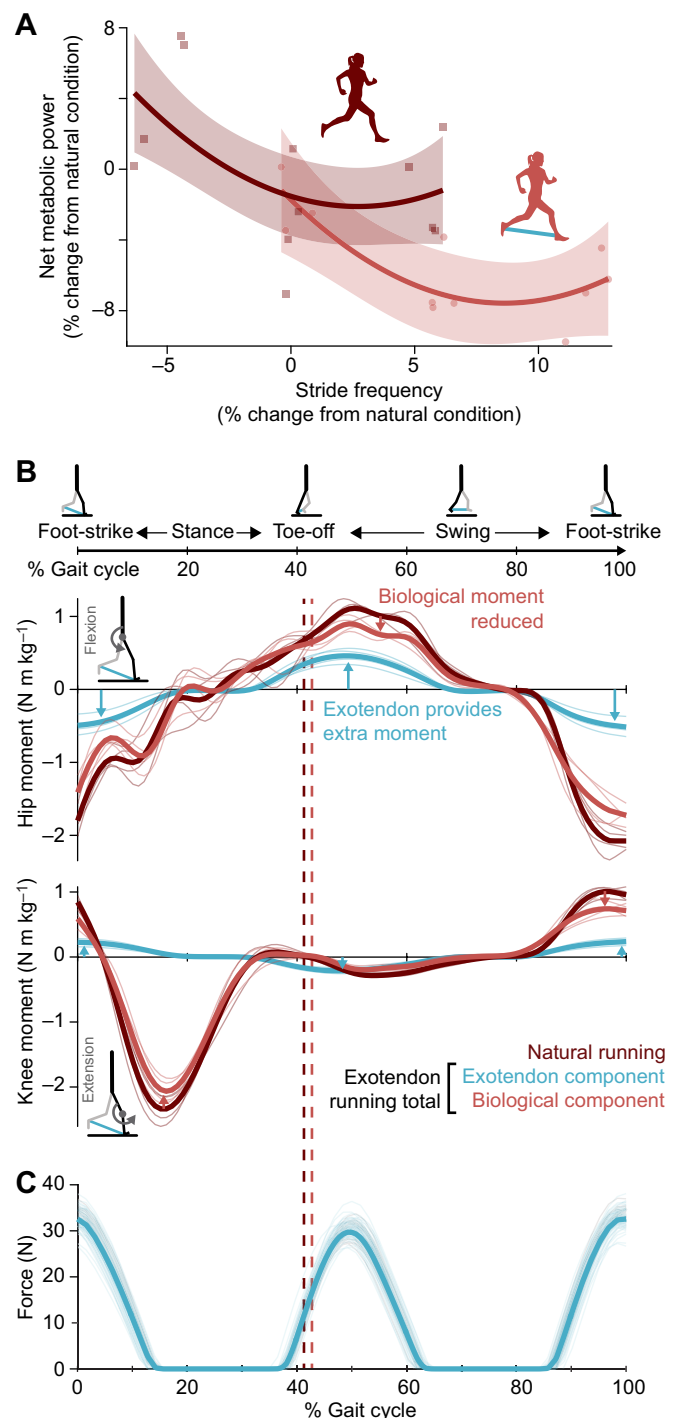 A
8
0
−8
Net metabolic power
(% change from natural condition)
−5
0
5
10
Stride frequency
(% change from natural condition)
B
Foot-strike
Stance
Toe-off
Swing
Foot-strike
% Gait cycle
20
40
60
80
100
Hip moment (N m kg⁻¹)
1
0
−1
−2
Flexion
Biological moment
reduced
Exotendon provides
extra moment
Knee moment (N m kg⁻¹)
1
0
−1
−2
Extension
Natural running
Exotendon
running total
Exotendon component
Biological component
C
Force (N)
40
30
20
10
0
0
20
40
60
80
100
% Gait cycle